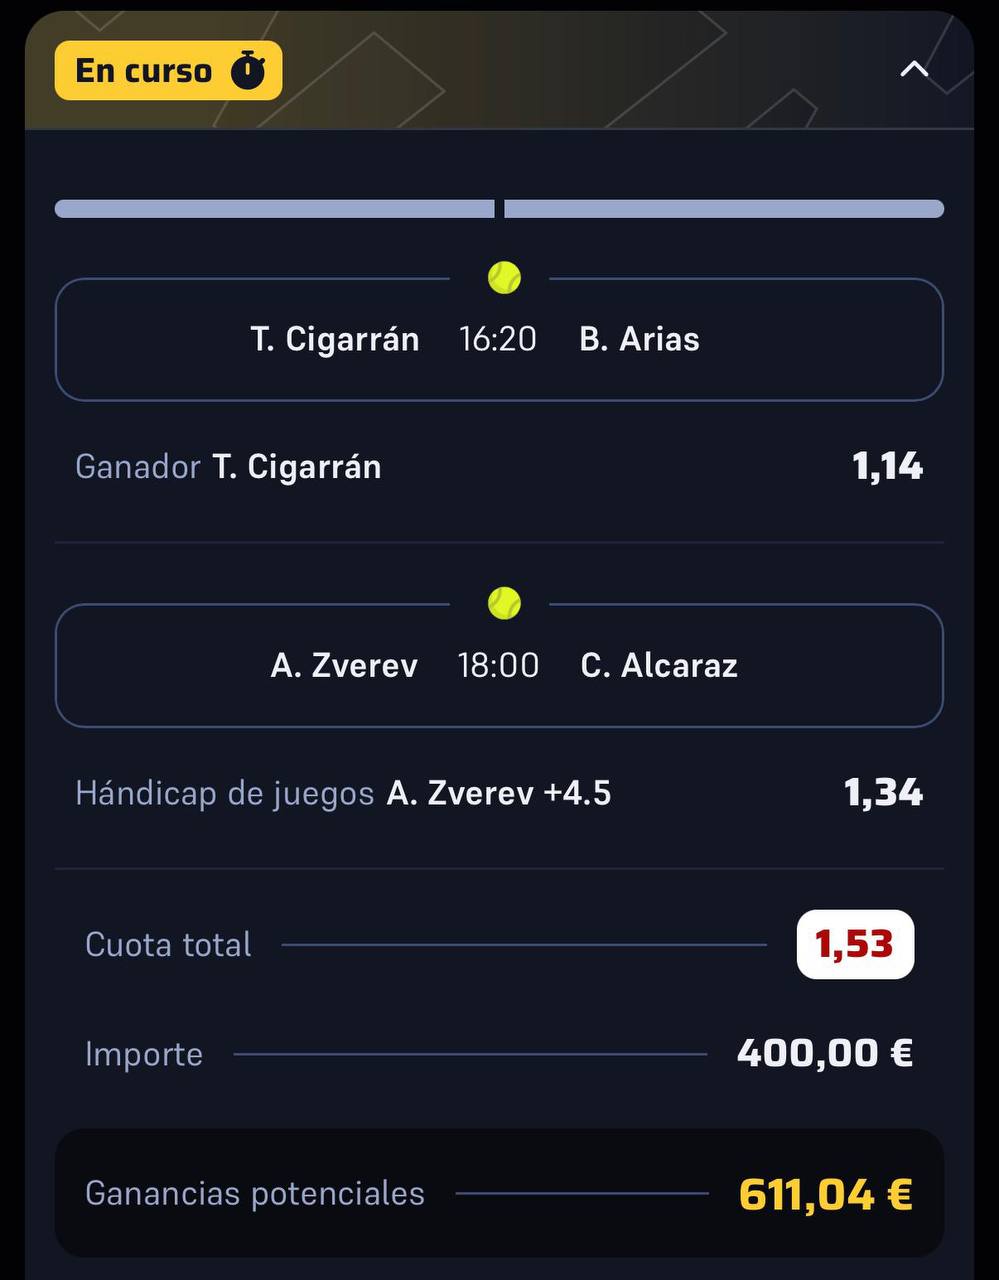 En curso
T. Cigarrán 16:20 B. Arias
Ganador T. Cigarrán 1,14
A. Zverev 18:00 C. Alcaraz
Hándicap de juegos A. Zverev +4.5 1,34
Cuota total 1,53
Importe 400,00 €
Ganancias potenciales 611,04 €